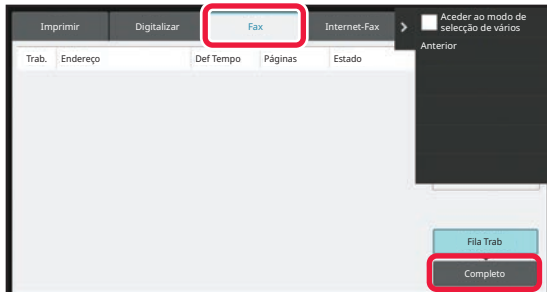 Imprimir
Digitalizar
Fax
Internet-Fax
Aceder ao modo de
selecção de vários
Anterior
Trab.
Endereço
Def Tempo
Páginas
Estado
Fila Trab
Completo